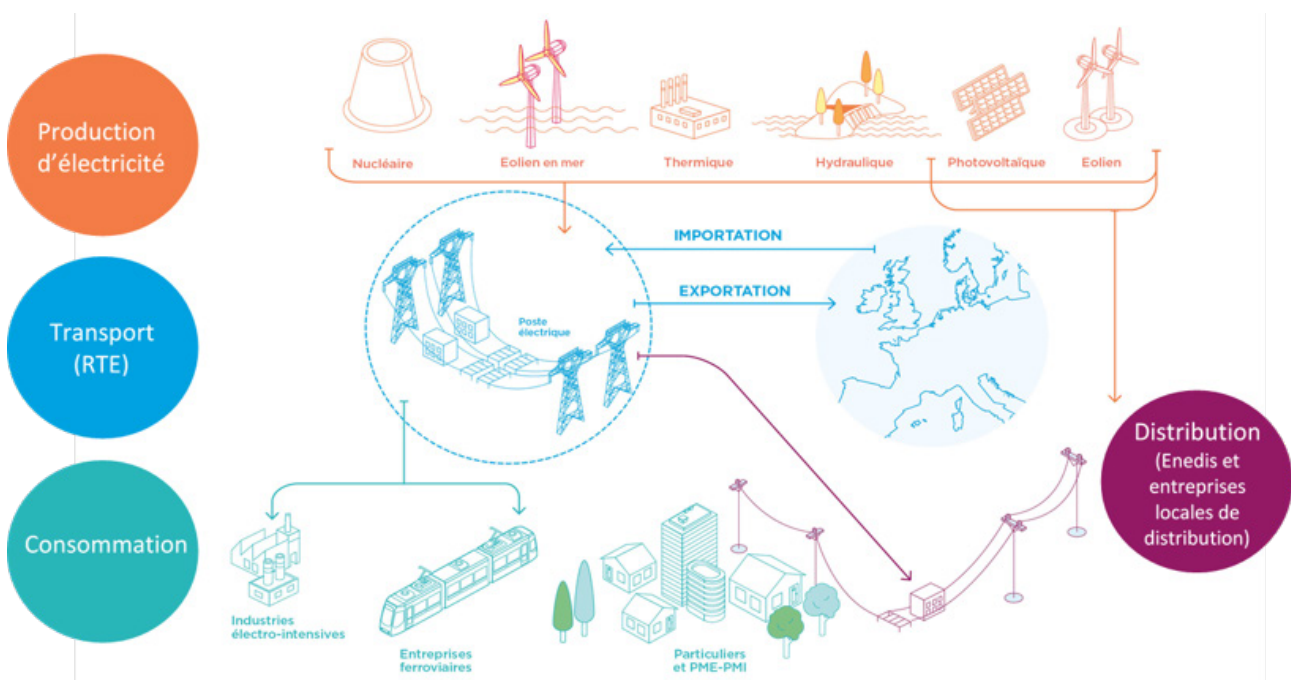 Production
d'électricité
Nucléaire
Eolien en mer
Thermique
Hydraulique
Photovoltaïque
Eolien
Transport
(RTE)
Poste
électrique
IMPORTATION
EXPORTATION
Distribution
(Enedis et
entreprises
locales de
distribution)
Consommation
Industries
électro-intensives
Entreprises
ferroviaires
Particuliers
et PME-PMI